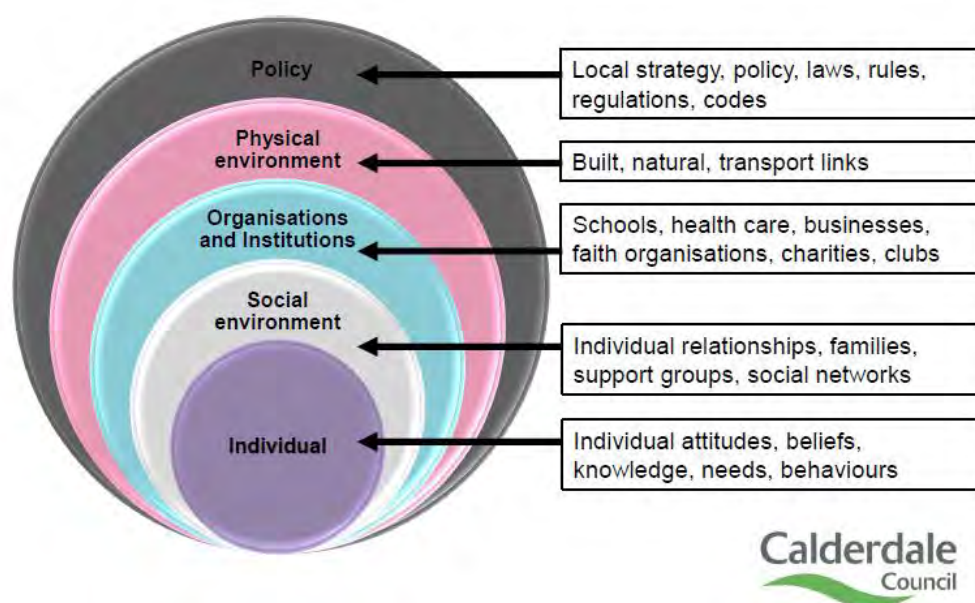 Policy
Local strategy, policy, laws, rules,
regulations, codes
Physical
environment
Built, natural, transport links
Organisations
and Institutions
Schools, health care, businesses,
faith organisations, charities, clubs
Social
environment
Individual relationships, families,
support groups, social networks
Individual
Individual attitudes, beliefs,
knowledge, needs, behaviours
Calderdale
Council